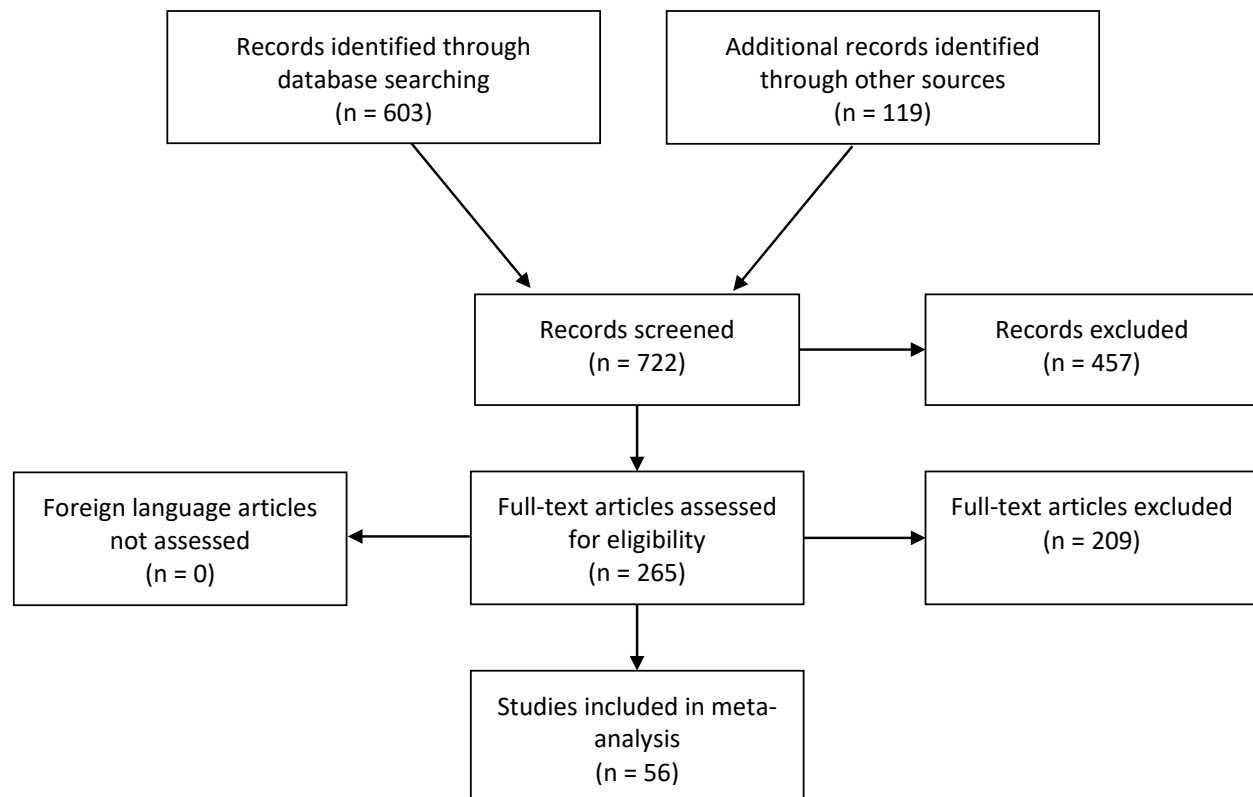 Records identified through
database searching
(n = 603)
Additional records identified
through other sources
(n = 119)
Records screened
(n = 722)
Records excluded
(n = 457)
Foreign language articles
not assessed
(n = 0)
Full-text articles assessed
for eligibility
(n = 265)
Full-text articles excluded
(n = 209)
Studies included in meta-
analysis
(n = 56)